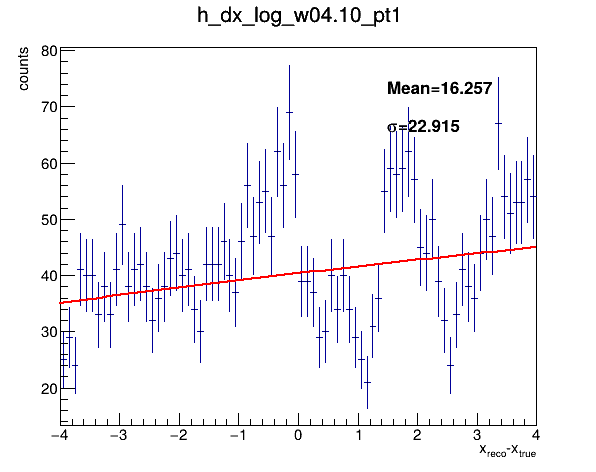 h_dx_log_w04.10_pt1
counts
80
70
60
50
40
30
20
Mean=16.257
σ=22.915
−4 −3 −2 −1 0 1 2 3 4
x_reco-x_true